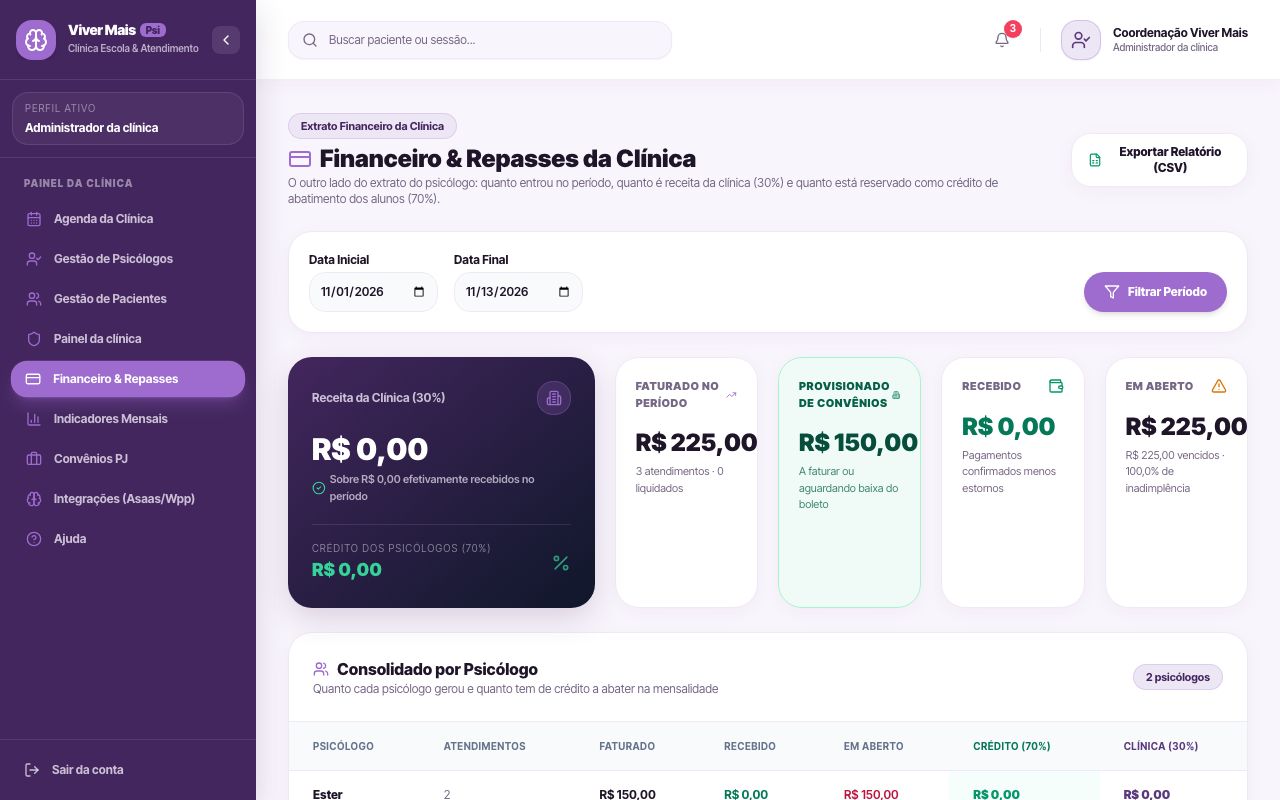 Viver Mais Psi
Clínica Escola & Atendimento
Buscar paciente ou sessão...
3
Coordenação Viver Mais
Administrador da clínica
PERFIL ATIVO
Administrador da clínica
PAINEL DA CLÍNICA
Agenda da Clínica
Gestão de Psicólogos
Gestão de Pacientes
Painel da clínica
Financeiro & Repasses
Indicadores Mensais
Convênios PJ
Integrações (Asaas/Wpp)
Ajuda
Sair da conta
Extrato Financeiro da Clínica
Financeiro & Repasses da Clínica
O outro lado do extrato do psicólogo: quanto entrou no período, quanto é receita da clínica (30%) e quanto está reservado como crédito de
abatimento dos alunos (70%).
Exportar Relatório
(CSV)
Data Inicial
11/01/2026
Data Final
11/13/2026
Filtrar Período
Receita da Clínica (30%)
R$ 0,00
Sobre R$ 0,00 efetivamente recebidos no
período
CRÉDITO DOS PSICÓLOGOS (70%)
R$ 0,00
FATURADO NO
PERÍODO
R$ 225,00
3 atendimentos · 0
liquidados
PROVISIONADO
DE CONVÊNIOS
R$ 150,00
A faturar ou
aguardando baixa do
boleto
RECEBIDO
R$ 0,00
Pagamentos
confirmados menos
estornos
EM ABERTO
R$ 225,00
R$ 225,00 vencidos ·
100,0% de
inadimplência
Consolidado por Psicólogo
Quanto cada psicólogo gerou e quanto tem de crédito a abater na mensalidade
2 psicólogos
PSICÓLOGO ATENDIMENTOS FATURADO RECEBIDO EM ABERTO CRÉDITO (70%) CLÍNICA (30%)
Ester 2 R$ 150,00 R$ 0,00 R$ 150,00 R$ 0,00 R$ 0,00